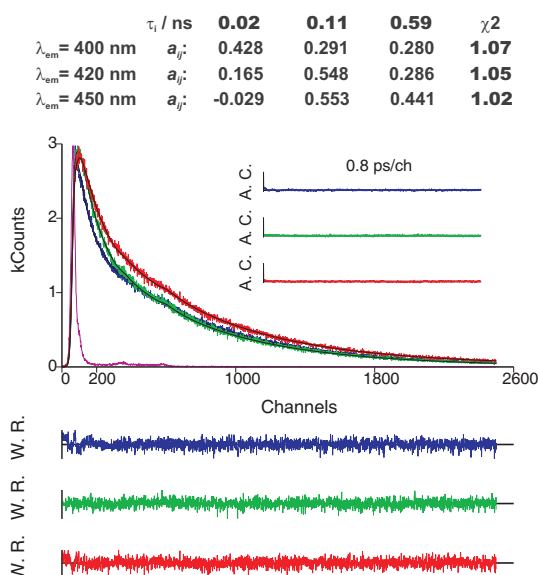 τi / ns 0.02 0.11 0.59 χ2
λem= 400 nm aij: 0.428 0.291 0.280 1.07
λem= 420 nm aij: 0.165 0.548 0.286 1.05
λem= 450 nm aij: -0.029 0.553 0.441 1.02
3
2
1
0
kCounts
0.8 ps/ch
A. C.
A. C.
A. C.
0 200 1000 1800 2600
Channels
W. R.
W. R.
W. R.